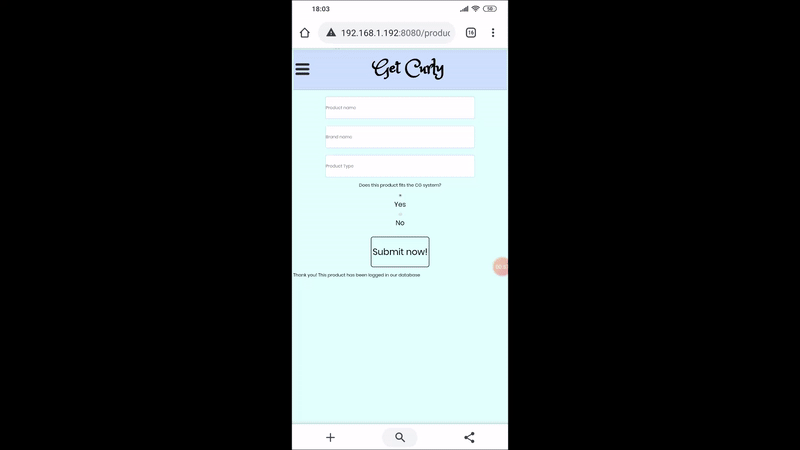 18:03
50
192.168.1.192:8080/produc
16
Get Curly
Product name
Brand name
Product Type
Does this product fits the CG system?
Yes
No
Submit now!
Thank you! This product has been logged in our database